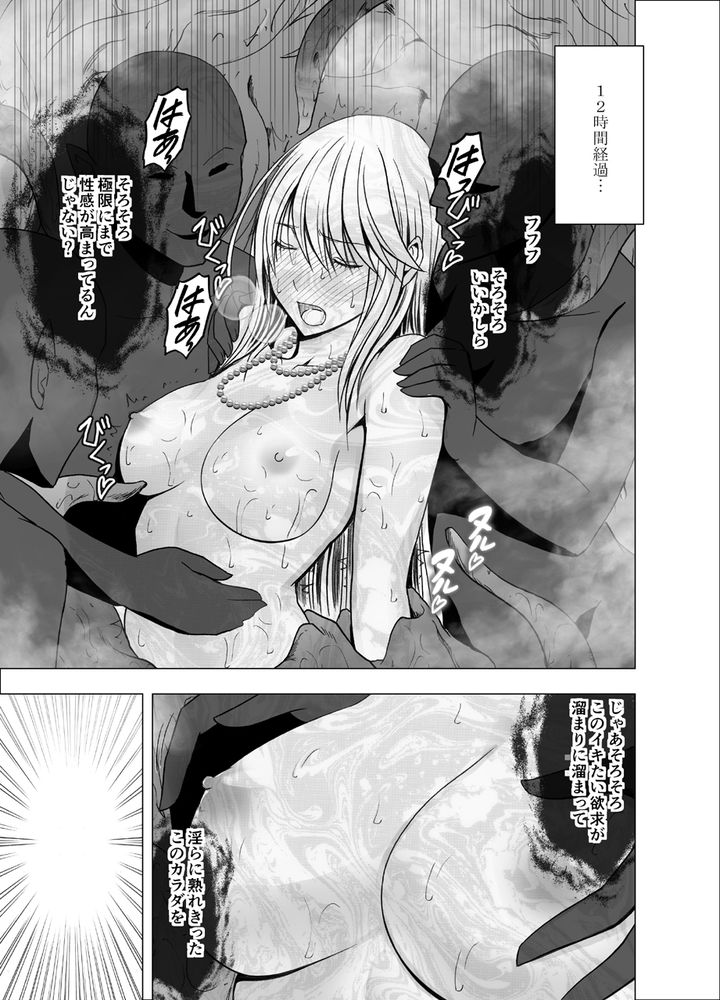 12時間経過…
フフフ
そろそろ
いいかしら
はぁっ
はあ
びくっ
はあ
そろそろ
極限にまで
性感が高まってるん
じゃない？
びくっ
ヌル
ヌル
じゃあそろそろ
このイキたい欲求が
溜まりに溜まって
淫らに熟れきった
このカラダを